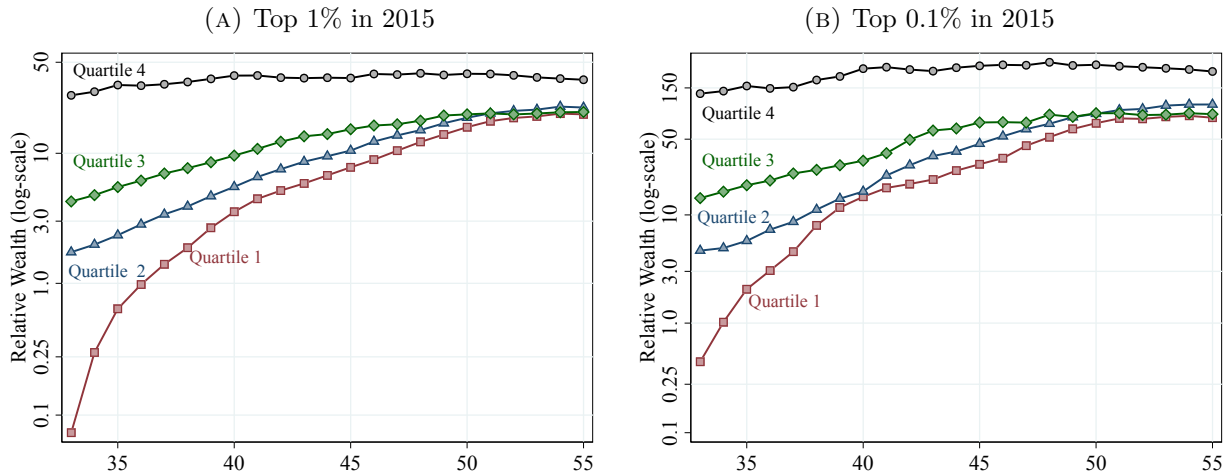 (A) Top 1% in 2015
Relative Wealth (log-scale)
50
10
3.0
1.0
0.25
0.1
Quartile 4
Quartile 3
Quartile 2
Quartile 1
35 40 45 50 55
(B) Top 0.1% in 2015
Relative Wealth (log-scale)
150
50
10
3.0
1.0
0.25
0.1
Quartile 4
Quartile 3
Quartile 2
Quartile 1
35 40 45 50 55